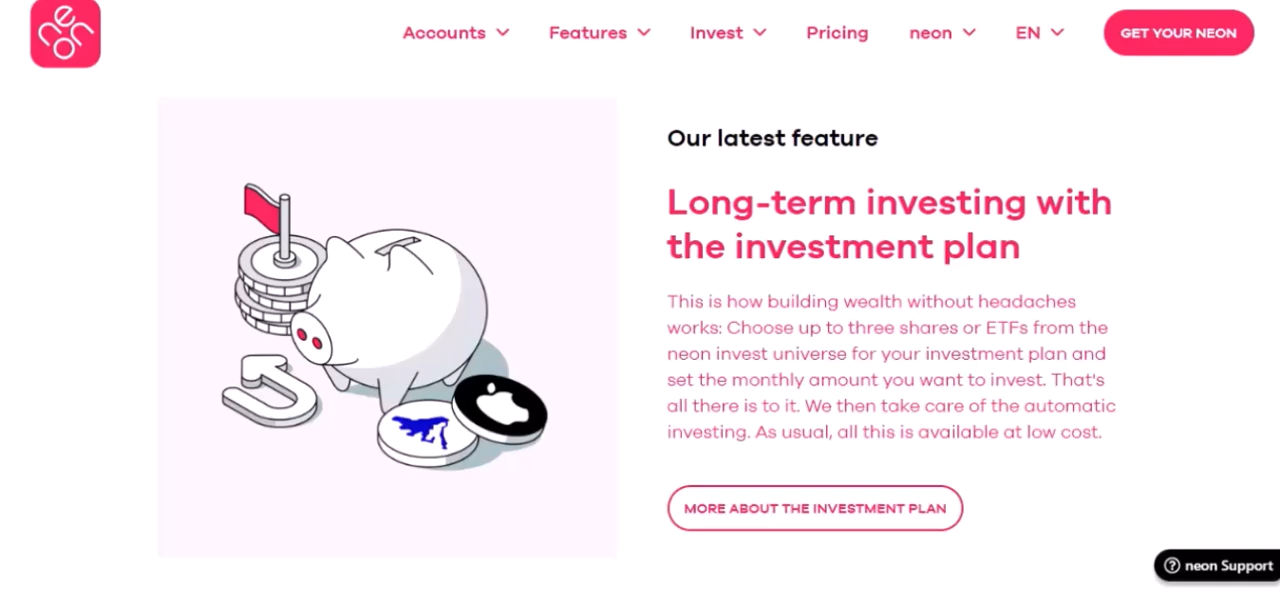 neon
Accounts
Features
Invest
Pricing
neon
EN
GET YOUR NEON
Our latest feature
Long-term investing with
the investment plan
This is how building wealth without headaches
works: Choose up to three shares or ETFs from the
neon invest universe for your investment plan and
set the monthly amount you want to invest. That's
all there is to it. We then take care of the automatic
investing. As usual, all this is available at low cost.
MORE ABOUT THE INVESTMENT PLAN
? neon Support